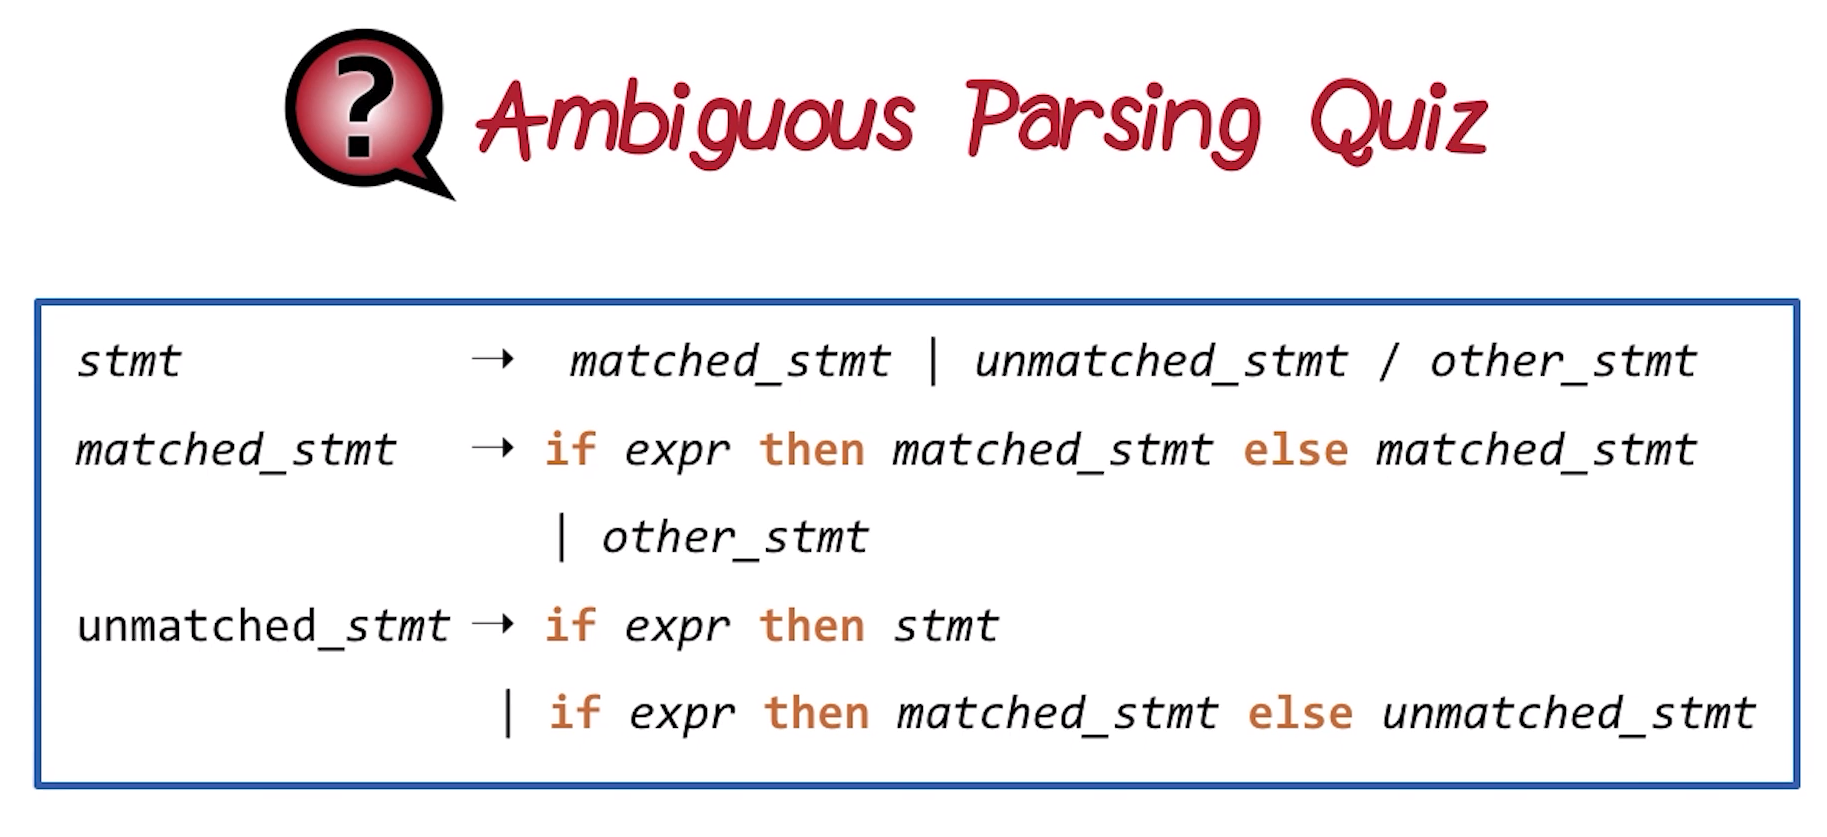 ?
Ambiguous Parsing Quiz
stmt → matched_stmt | unmatched_stmt / other_stmt
matched_stmt → if expr then matched_stmt else matched_stmt
| other_stmt
unmatched_stmt → if expr then stmt
| if expr then matched_stmt else unmatched_stmt